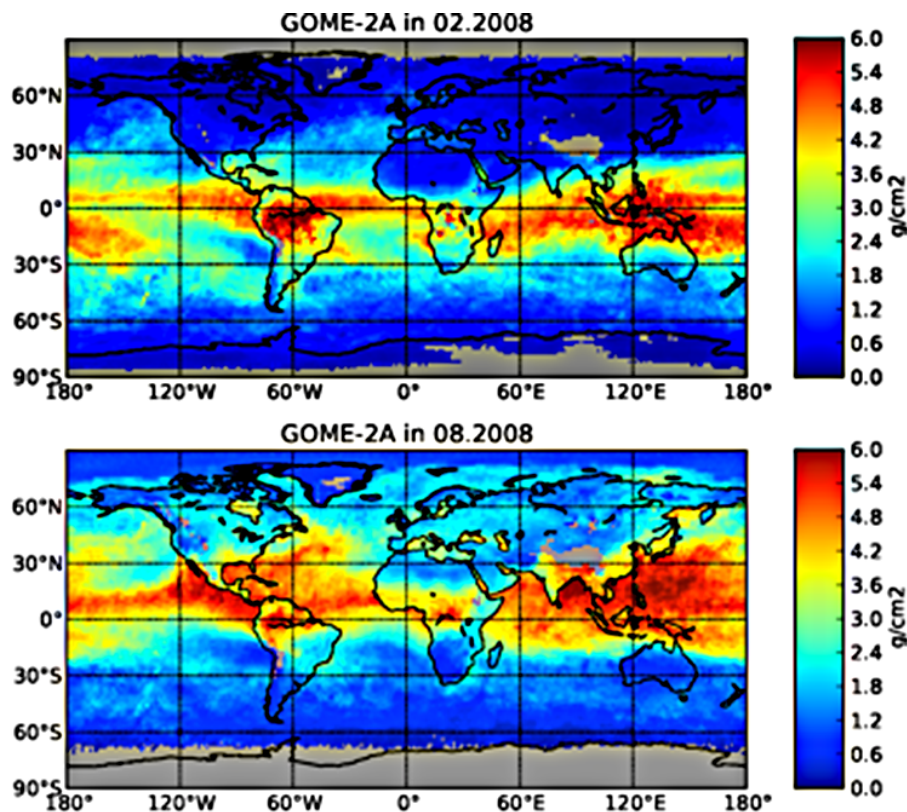 GOME-2A in 02.2008
60°N
30°N
0°
30°S
60°S
90°S
180°
120°W
60°W
0°
60°E
120°E
180°
6.0
5.4
4.8
4.2
3.6
3.0
2.4
1.8
1.2
0.6
0.0
g/cm2
GOME-2A in 08.2008
60°N
30°N
0°
30°S
60°S
90°S
180°
120°W
60°W
0°
60°E
120°E
180°
6.0
5.4
4.8
4.2
3.6
3.0
2.4
1.8
1.2
0.6
0.0
g/cm2